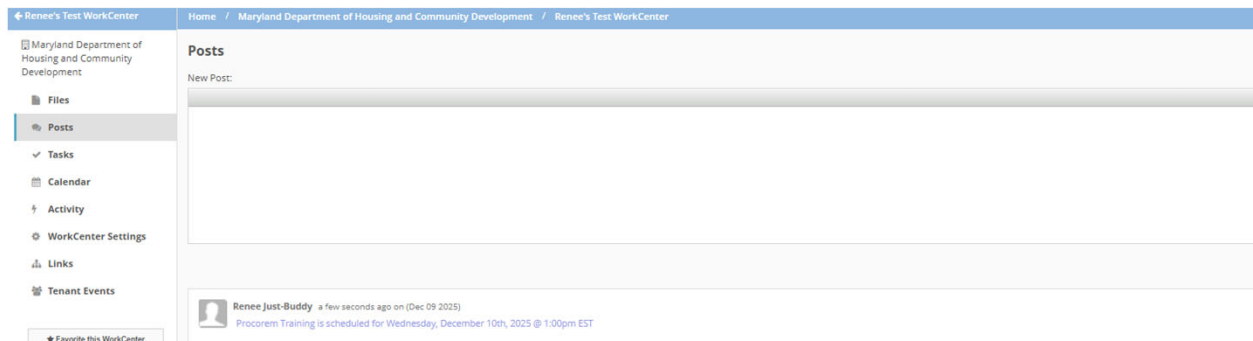 Renee's Test WorkCenter
Home / Maryland Department of Housing and Community Development / Renee's Test WorkCenter
Maryland Department of
Housing and Community
Development
Files
Posts
Tasks
Calendar
Activity
WorkCenter Settings
Links
Tenant Events
Favorite this WorkCenter
Posts
New Post:
Renee Just-Buddy a few seconds ago on (Dec 09 2025)
Procorem Training is scheduled for Wednesday, December 10th, 2025 @ 1:00pm EST